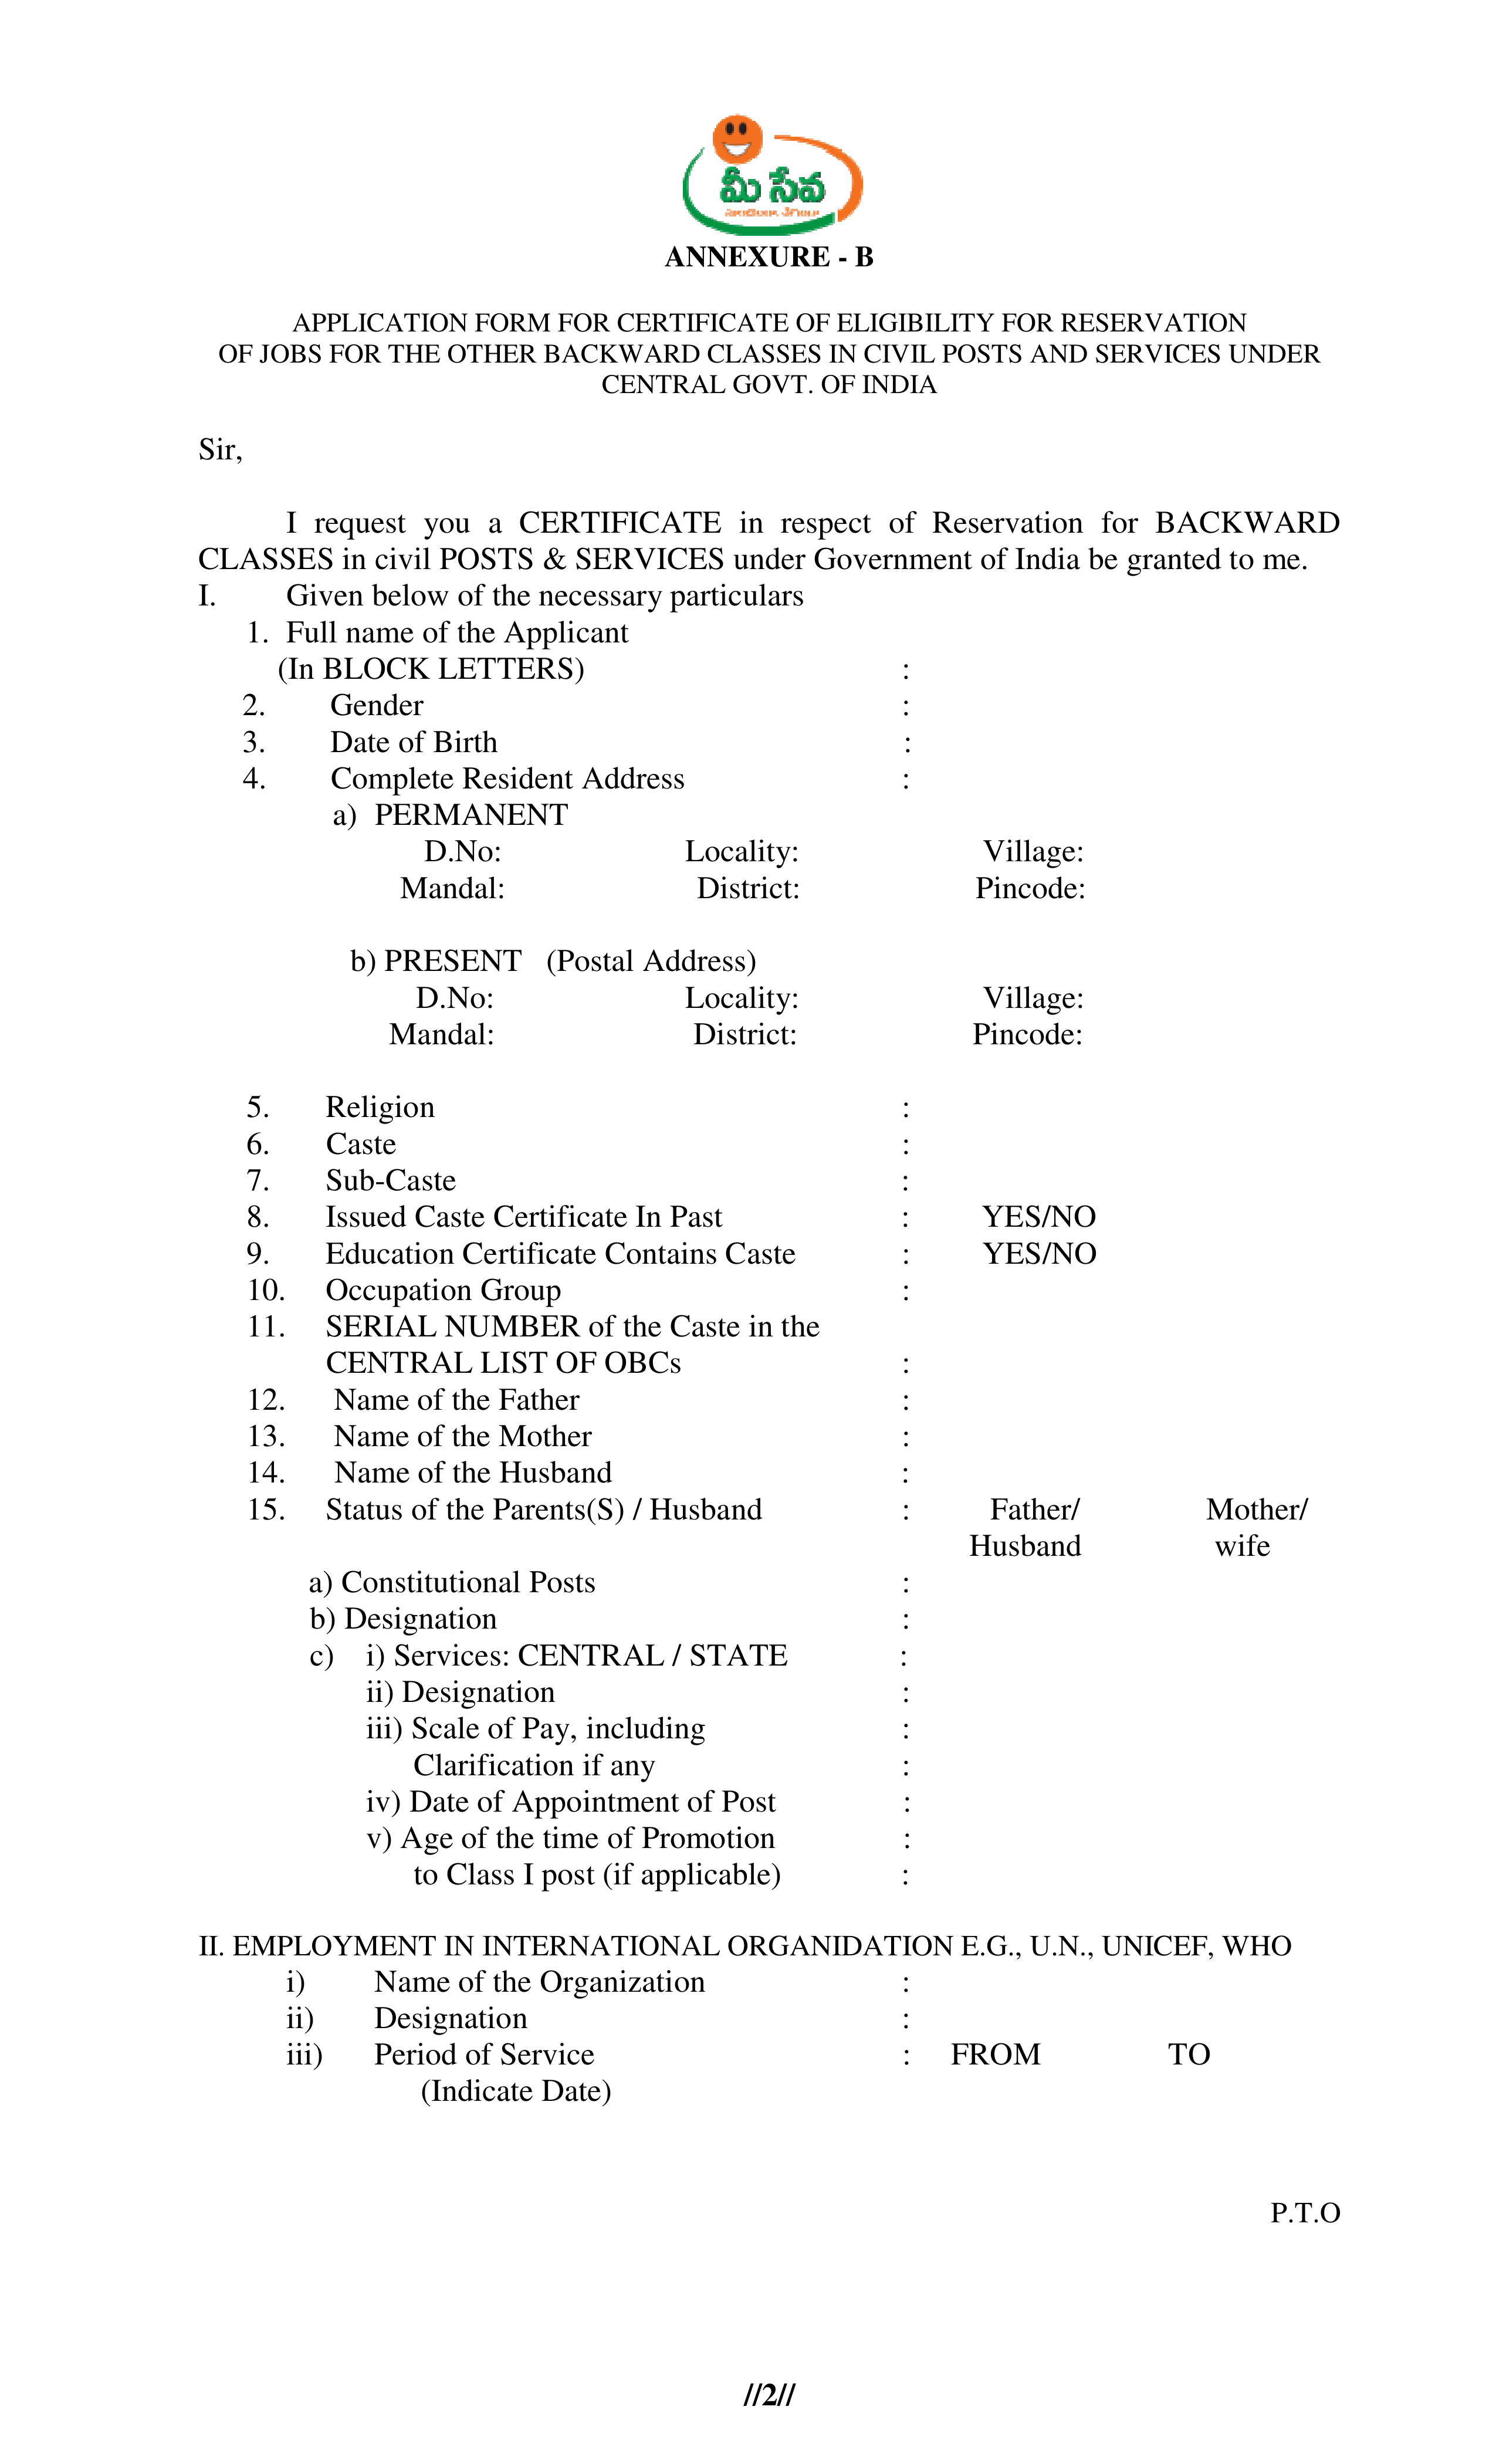 మీ సేవ
ANNEXURE - B
APPLICATION FORM FOR CERTIFICATE OF ELIGIBILITY FOR RESERVATION
OF JOBS FOR THE OTHER BACKWARD CLASSES IN CIVIL POSTS AND SERVICES UNDER
CENTRAL GOVT. OF INDIA
Sir,
I request you a CERTIFICATE in respect of Reservation for BACKWARD
CLASSES in civil POSTS & SERVICES under Government of India be granted to me.
I. Given below of the necessary particulars
1. Full name of the Applicant
(In BLOCK LETTERS) :
2. Gender :
3. Date of Birth :
4. Complete Resident Address :
a) PERMANENT
D.No: Locality: Village:
Mandal: District: Pincode:
b) PRESENT (Postal Address)
D.No: Locality: Village:
Mandal: District: Pincode:
5. Religion :
6. Caste :
7. Sub-Caste :
8. Issued Caste Certificate In Past : YES/NO
9. Education Certificate Contains Caste : YES/NO
10. Occupation Group :
11. SERIAL NUMBER of the Caste in the
CENTRAL LIST OF OBCs :
12. Name of the Father :
13. Name of the Mother :
14. Name of the Husband :
15. Status of the Parents(S) / Husband : Father/ Mother/
Husband wife
a) Constitutional Posts :
b) Designation :
c) i) Services: CENTRAL / STATE :
ii) Designation :
iii) Scale of Pay, including :
Clarification if any :
iv) Date of Appointment of Post :
v) Age of the time of Promotion :
to Class I post (if applicable) :
II. EMPLOYMENT IN INTERNATIONAL ORGANIDATION E.G., U.N., UNICEF, WHO
i) Name of the Organization :
ii) Designation :
iii) Period of Service : FROM TO
(Indicate Date)
P.T.O
//2//